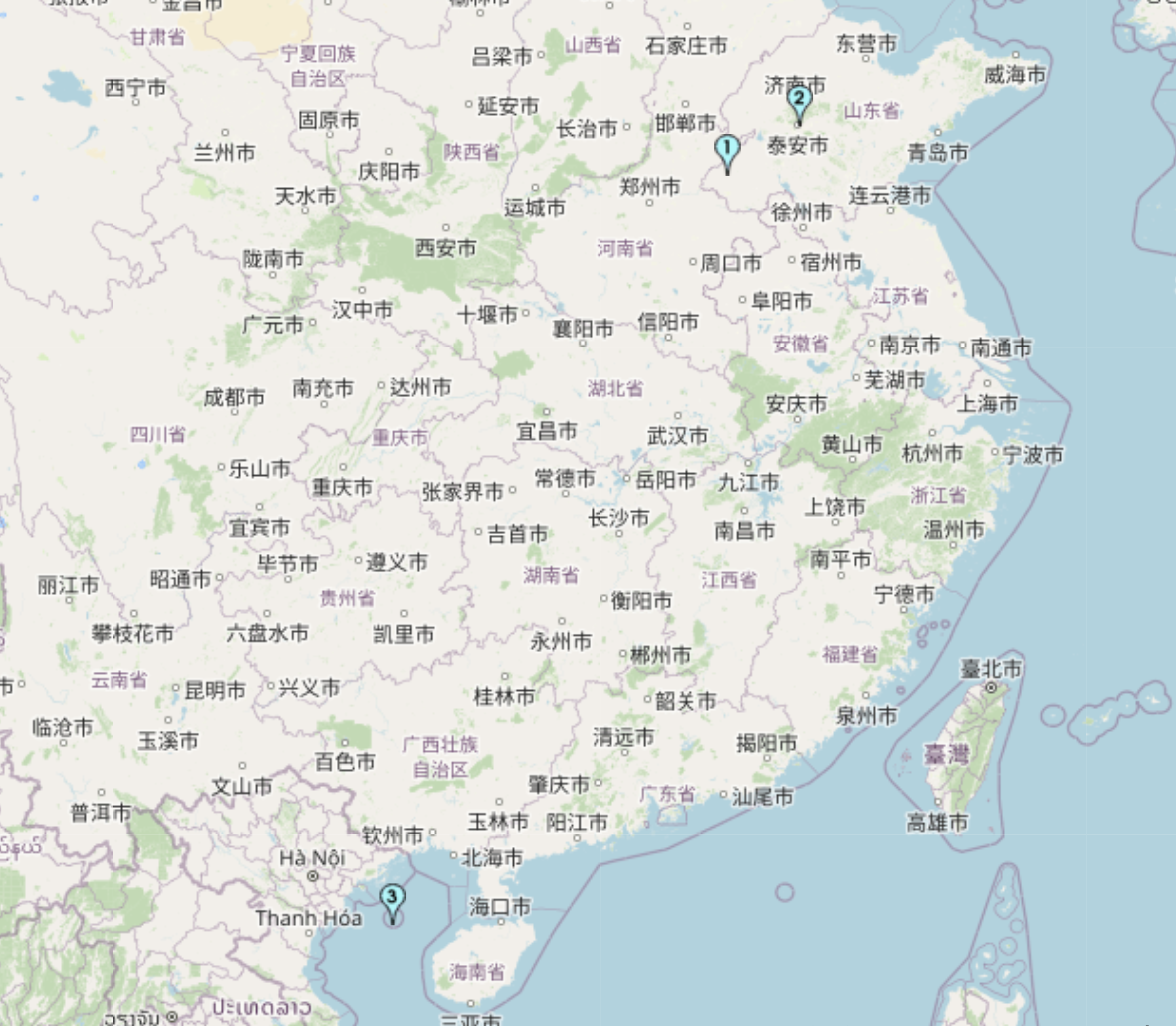 金昌市
东营市
吕梁市
山西省
石家庄市
甘肃省
宁夏回族
自治区
威海市
西宁市
济南市
2
延安市
山东省
固原市
长治市
邯郸市
泰安市
兰州市
陕西省
1
青岛市
庆阳市
天水市
郑州市
连云港市
运城市
徐州市
西安市
河南省
陇南市
周口市
宿州市
汉中市
阜阳市
江苏省
广元市
十堰市
襄阳市
信阳市
安徽省
南京市
南通市
成都市
南充市
达州市
湖北省
芜湖市
安庆市
上海市
四川省
重庆市
宜昌市
武汉市
黄山市
杭州市
宁波市
乐山市
重庆市
张家界市
常德市
岳阳市
九江市
浙江省
宜宾市
吉首市
长沙市
南昌市
上饶市
温州市
丽江市
昭通市
毕节市
遵义市
湖南省
江西省
南平市
贵州省
衡阳市
宁德市
攀枝花市
六盘水市
凯里市
永州市
郴州市
福建省
臺北市
市
云南省
昆明市
兴义市
桂林市
韶关市
泉州市
临沧市
玉溪市
百色市
广西壮族
自治区
清远市
揭阳市
臺灣
普洱市
文山市
肇庆市
广东省
汕尾市
钦州市
玉林市
阳江市
高雄市
Hà Nội
北海市
3
Thanh Hóa
海口市
海南省
ປະເທດລາວ
三亚市